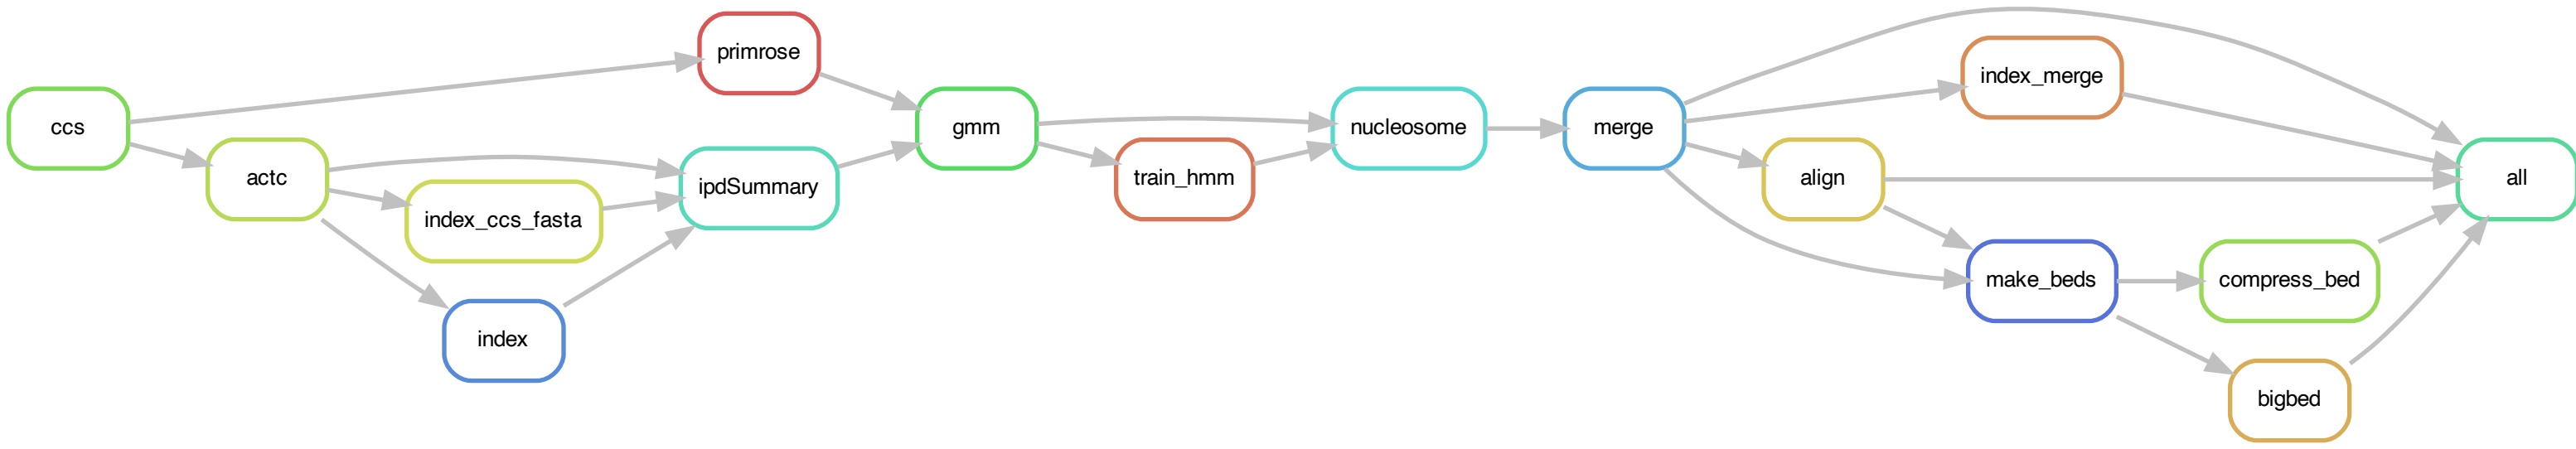 ccs
primrose
actc
index_ccs_fasta
index
ipdSummary
gmm
train_hmm
nucleosome
merge
index_merge
align
make_beds
compress_bed
bigbed
all